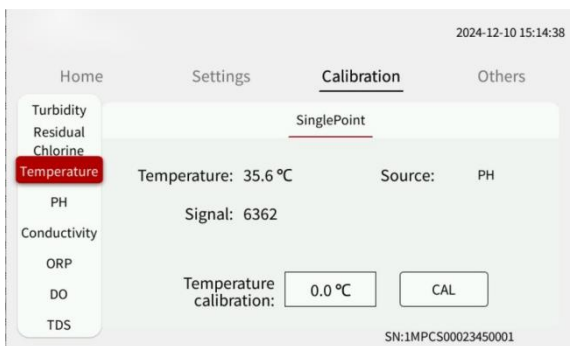 2024-12-10 15:14:38
Home Settings Calibration Others
Turbidity
Residual
Chlorine
Temperature
PH
Conductivity
ORP
DO
TDS
SinglePoint
Temperature: 35.6 ℃ Source: PH
Signal: 6362
Temperature
calibration: 0.0 ℃ CAL
SN:1MPCS00023450001